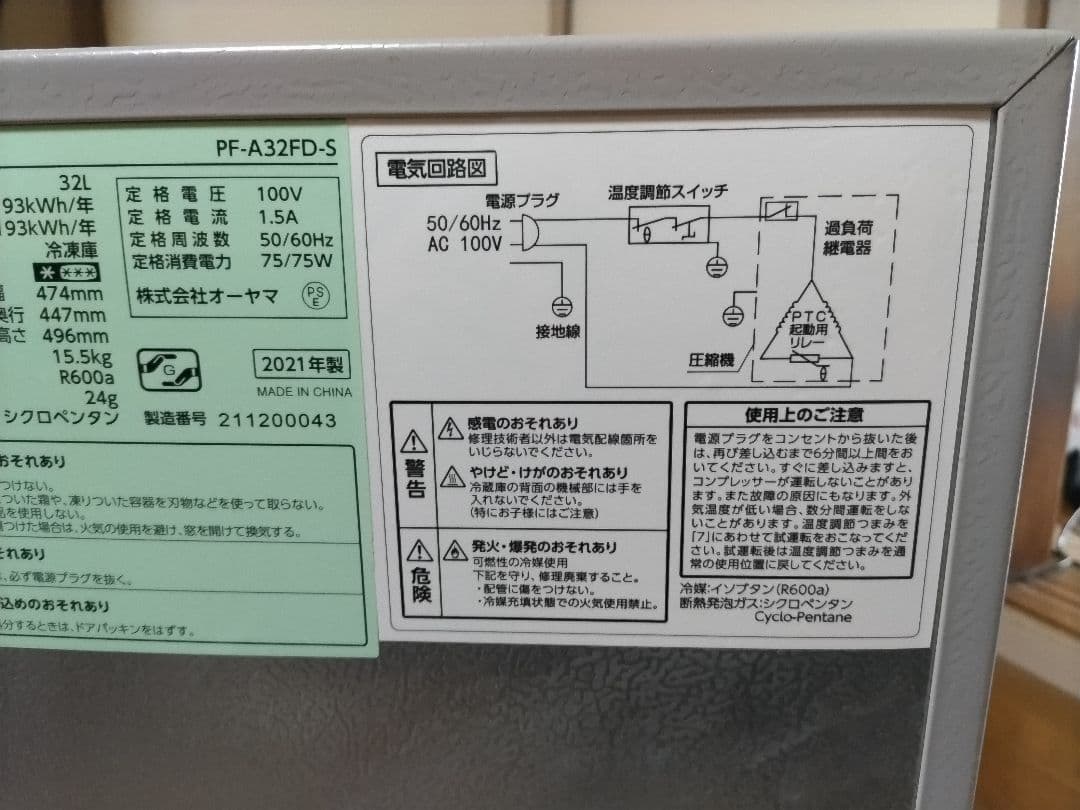 PF-A32FD-S
32L
93kWh/年
193kWh/年
冷凍庫
474mm
奥行 447mm
高さ 496mm
15.5kg
R600a
24g
シクロペンタン
定格電圧 100V
定格電流 1.5A
定格周波数 50/60Hz
定格消費電力 75/75W
株式会社オーヤマ
PS
E
G
2021年製
MADE IN CHINA
製造番号 211200043
おそれあり
つけない。
ついた霜や、凍りついた容器を刃物などを使って取らない。
を使用しない。
つけた場合は、火気の使用を避け、窓を開けて換気する。
それあり
、必ず電源プラグを抜く。
込めのおそれあり
分するときは、ドアパッキンをはずす。
電気回路図
電源プラグ
50/60Hz
AC 100V
温度調節スイッチ
θ
過負荷
継電器
接地線
圧縮機
PTC
起動用
リレー
θ
警告
感電のおそれあり
修理技術者以外は電気配線箇所を
いじらないでください。
やけど・けがのおそれあり
冷蔵庫の背面の機械部には手を
入れないでください。
(特にお子様にはご注意)
危険
発火・爆発のおそれあり
可燃性の冷媒使用
下記を守り、修理廃棄すること。
・配管に傷をつけない。
・冷媒充填状態での火気使用禁止。
使用上のご注意
電源プラグをコンセントから抜いた後
は、再び差し込むまで6分間以上間をお
いてください。すぐに差し込みますと、
コンプレッサーが運転しないことがあり
ます。また故障の原因にもなります。外
気温度が低い場合、数分間運転をしな
いことがあります。温度調節つまみを
「7」にあわせて試運転をおこなってくだ
さい。試運転後は温度調節つまみを通
常の使用位置に戻してください。
冷媒:イソブタン(R600a)
断熱発泡ガス:シクロペンタン
Cyclo-Pentane